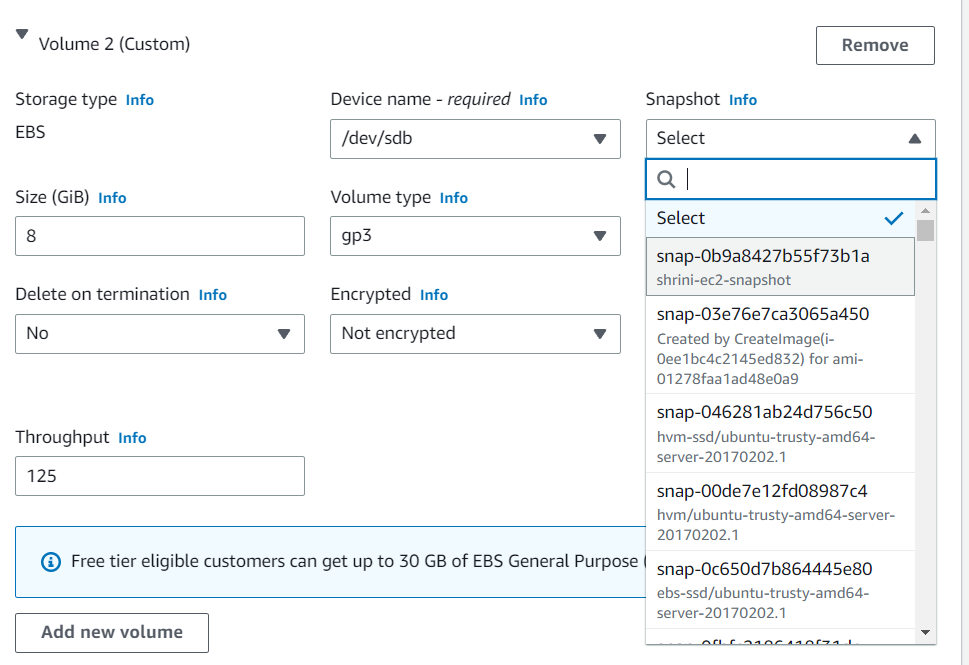 Volume 2 (Custom)
Remove
Storage type Info
EBS
Device name - required Info
/dev/sdb
Snapshot Info
Select
Size (GiB) Info
8
Volume type Info
gp3
Delete on termination Info
No
Encrypted Info
Not encrypted
Throughput Info
125
Select
snap-0b9a8427b55f73b1a
shrini-ec2-snapshot
snap-03e76e7ca3065a450
Created by CreateImage(i-
0ee1bc4c2145ed832) for ami-
01278faa1ad48e0a9
snap-046281ab24d756c50
hvm-ssd/ubuntu-trusty-amd64-
server-20170202.1
snap-00de7e12fd08987c4
hvm/ubuntu-trusty-amd64-server-
20170202.1
snap-0c650d7b864445e80
ebs-ssd/ubuntu-trusty-amd64-
server-20170202.1
Free tier eligible customers can get up to 30 GB of EBS General Purpose (
Add new volume